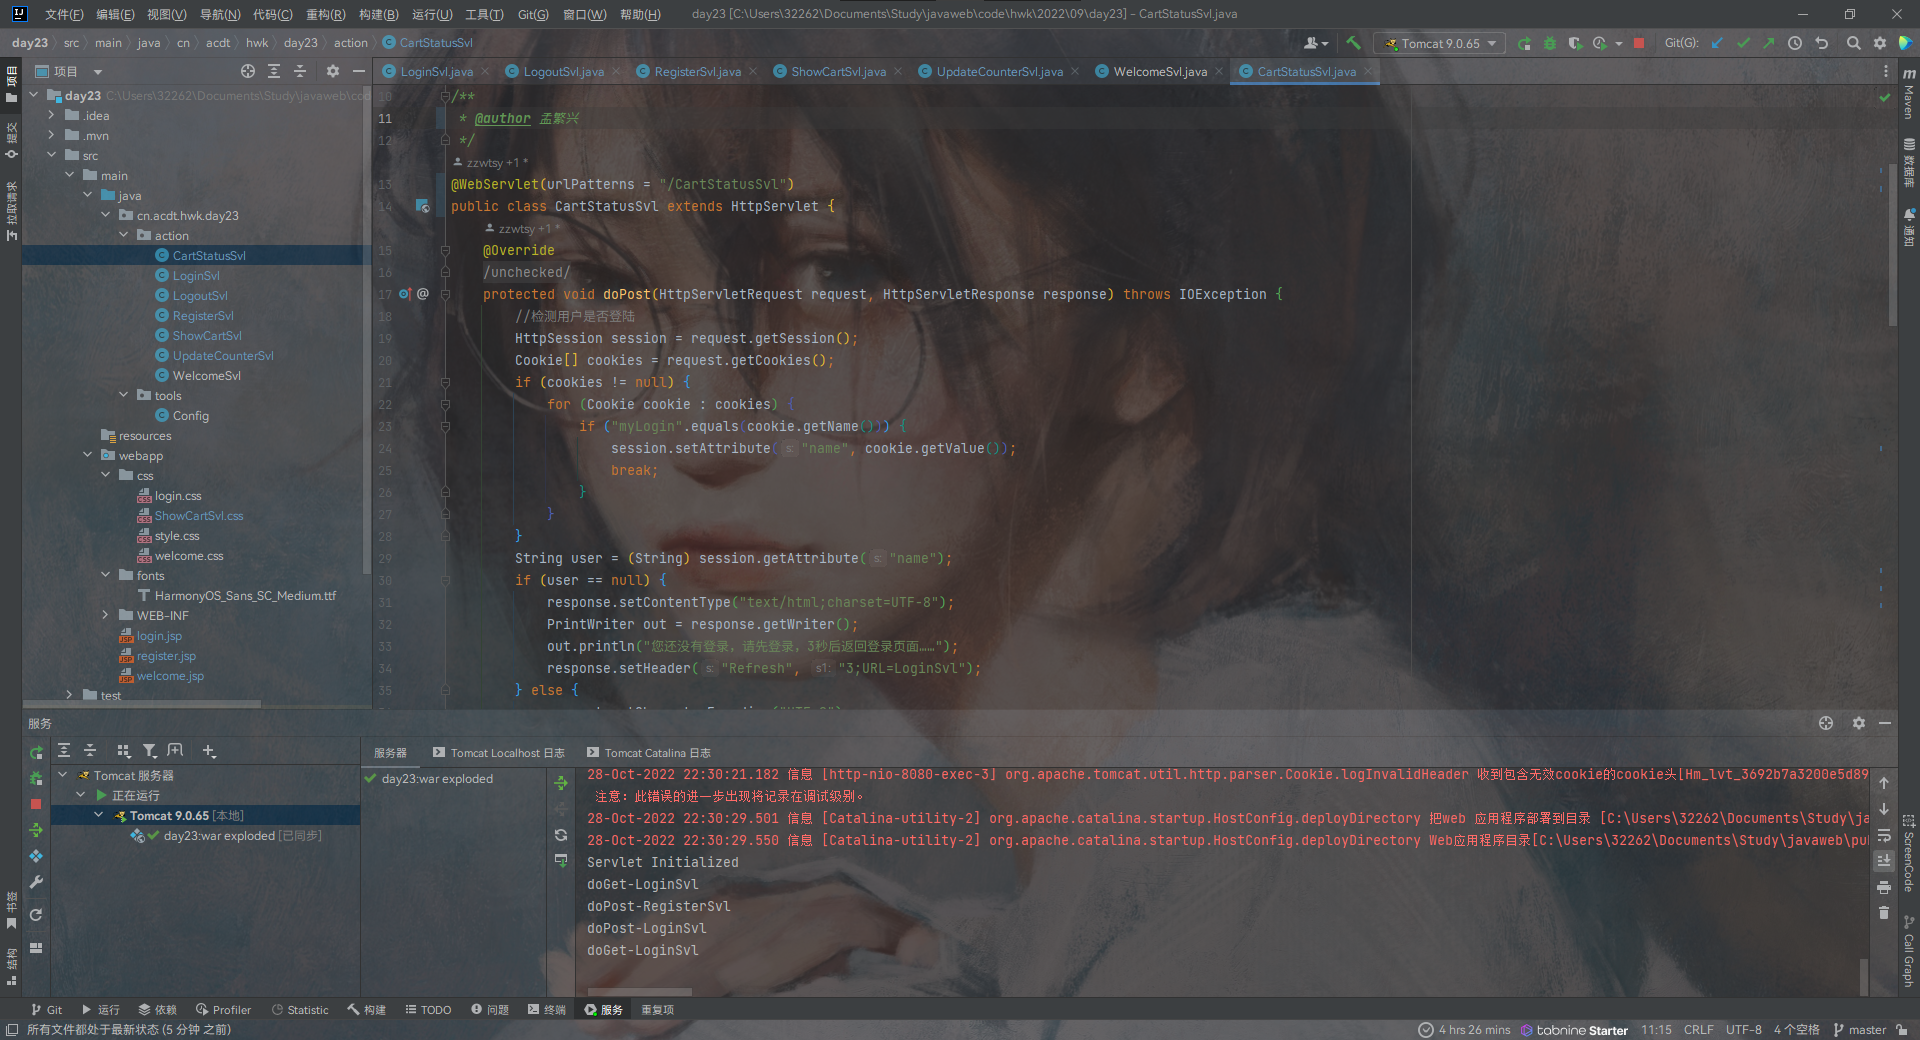 文件(F) 编辑(E) 视图(V) 导航(N) 代码(C) 重构(R) 构建(B) 运行(U) 工具(T) Git(G) 窗口(W) 帮助(H) day23 [C:\Users\32262\Documents\Study\javaweb\code\hwk\2022\09\day23] - CartStatusSvl.java
day23 src main java cn acdt hwk day23 action CartStatusSvl Tomcat 9.0.65 Git(G):
项目
LoginSvl.java LogoutSvl.java RegisterSvl.java ShowCartSvl.java UpdateCounterSvl.java WelcomeSvl.java CartStatusSvl.java
项目
提交
拉取请求
书签
结构
day23 C:\Users\32262\Documents\Study\javaweb\cod
.idea
.mvn
src
main
java
cn.acdt.hwk.day23
action
CartStatusSvl
LoginSvl
LogoutSvl
RegisterSvl
ShowCartSvl
UpdateCounterSvl
WelcomeSvl
tools
Config
resources
webapp
css
login.css
ShowCartSvl.css
style.css
welcome.css
fonts
HarmonyOS_Sans_SC_Medium.ttf
WEB-INF
login.jsp
register.jsp
welcome.jsp
test
10 /**
11 * @author 孟繁兴
12 */
zzwtsy +1 *
13 @WebServlet(urlPatterns = "/CartStatusSvl")
14 public class CartStatusSvl extends HttpServlet {
zzwtsy +1 *
15 @Override
16 /unchecked/
17 protected void doPost(HttpServletRequest request, HttpServletResponse response) throws IOException {
18 //检测用户是否登陆
19 HttpSession session = request.getSession();
20 Cookie[] cookies = request.getCookies();
21 if (cookies != null) {
22 for (Cookie cookie : cookies) {
23 if ("myLogin".equals(cookie.getName())) {
24 session.setAttribute( s: "name", cookie.getValue());
25 break;
26 }
27 }
28 }
29 String user = (String) session.getAttribute( s: "name");
30 if (user == null) {
31 response.setContentType("text/html;charset=UTF-8");
32 PrintWriter out = response.getWriter();
33 out.println("您还没有登录，请先登录，3秒后返回登录页面……");
34 response.setHeader( s: "Refresh", s1: "3;URL=LoginSvl");
35 } else {
m
Maven
数据库
通知
ScreenCode
Call Graph
服务
Tomcat 服务器
正在运行
Tomcat 9.0.65 [本地]
day23:war exploded [已同步]
服务器 Tomcat Localhost 日志 Tomcat Catalina 日志
day23:war exploded
28-Oct-2022 22:30:21.182 信息 [http-nio-8080-exec-3] org.apache.tomcat.util.http.parser.Cookie.logInvalidHeader 收到包含无效cookie的cookie头[Hm_lvt_3692b7a3200e5d89
注意：此错误的进一步出现将记录在调试级别。
28-Oct-2022 22:30:29.501 信息 [Catalina-utility-2] org.apache.catalina.startup.HostConfig.deployDirectory 把web 应用程序部署到目录 [C:\Users\32262\Documents\Study\ja
28-Oct-2022 22:30:29.550 信息 [Catalina-utility-2] org.apache.catalina.startup.HostConfig.deployDirectory Web应用程序目录[C:\Users\32262\Documents\Study\javaweb\pu
Servlet Initialized
doGet-LoginSvl
doPost-RegisterSvl
doPost-LoginSvl
doGet-LoginSvl
Git 运行 依赖 Profiler Statistic 构建 TODO 问题 终端 服务 重复项
所有文件都处于最新状态 (5 分钟 之前) 4 hrs 26 mins tabnine Starter 11:15 CRLF UTF-8 4 个空格 master